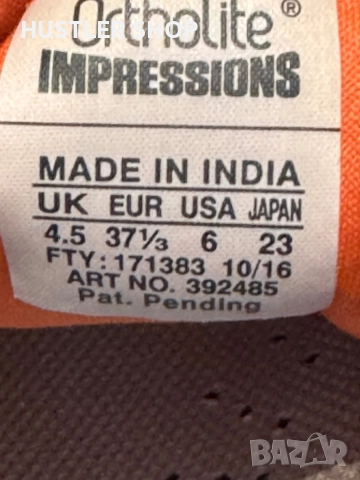 HUSTLER SHOP
Ortholite®
IMPRESSIONS
MADE IN INDIA
UK EUR USA JAPAN
4.5 37⅓ 6 23
FTY: 171383 10/16
ART NO. 392485
Pat. Pending
BAZAR